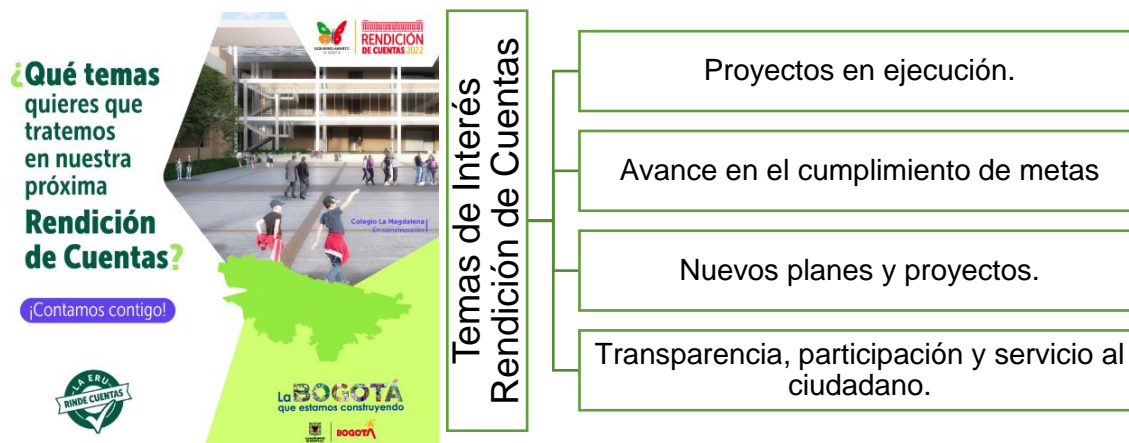 GOBIERNO ABIERTO
RENDICIÓN
DE CUENTAS 2022
¿Qué temas
quieres que
tratemos
en nuestra
próxima
Rendición
de Cuentas?
Colegio La Magdalena
En construcción
¡Contamos contigo!
LA ERU
RINDE CUENTAS
La BOGOTÁ
que estamos construyendo
BOGOTÁ
Temas de Interés
Rendición de Cuentas
Proyectos en ejecución.
Avance en el cumplimiento de metas
Nuevos planes y proyectos.
Transparencia, participación y servicio al
ciudadano.